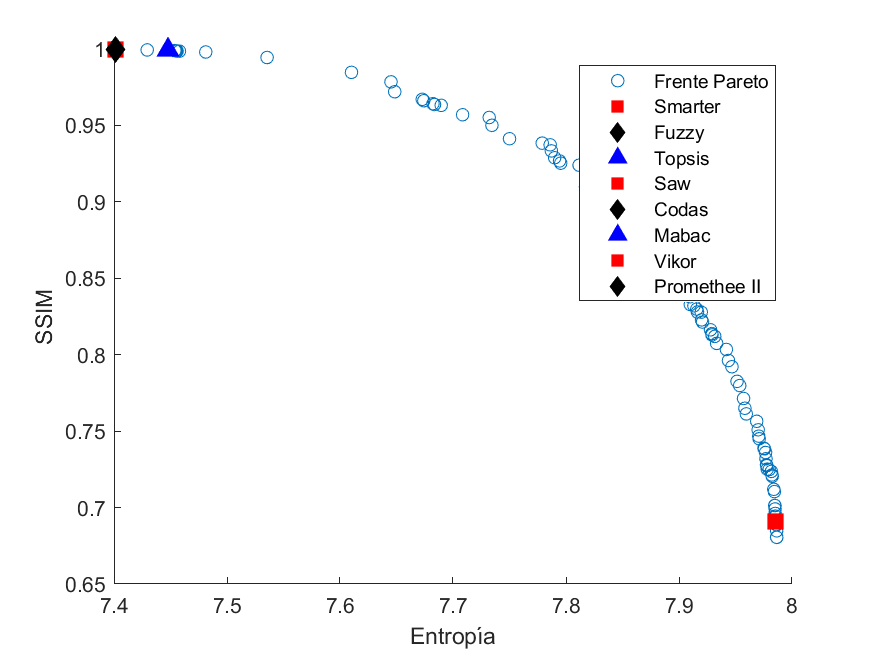 1
0.95
0.9
0.85
0.8
0.75
0.7
0.65
SSIM
7.4
7.5
7.6
7.7
7.8
7.9
8
Entropía
Frente Pareto
Smarter
Fuzzy
Topsis
Saw
Codas
Mabac
Vikor
Promethee II